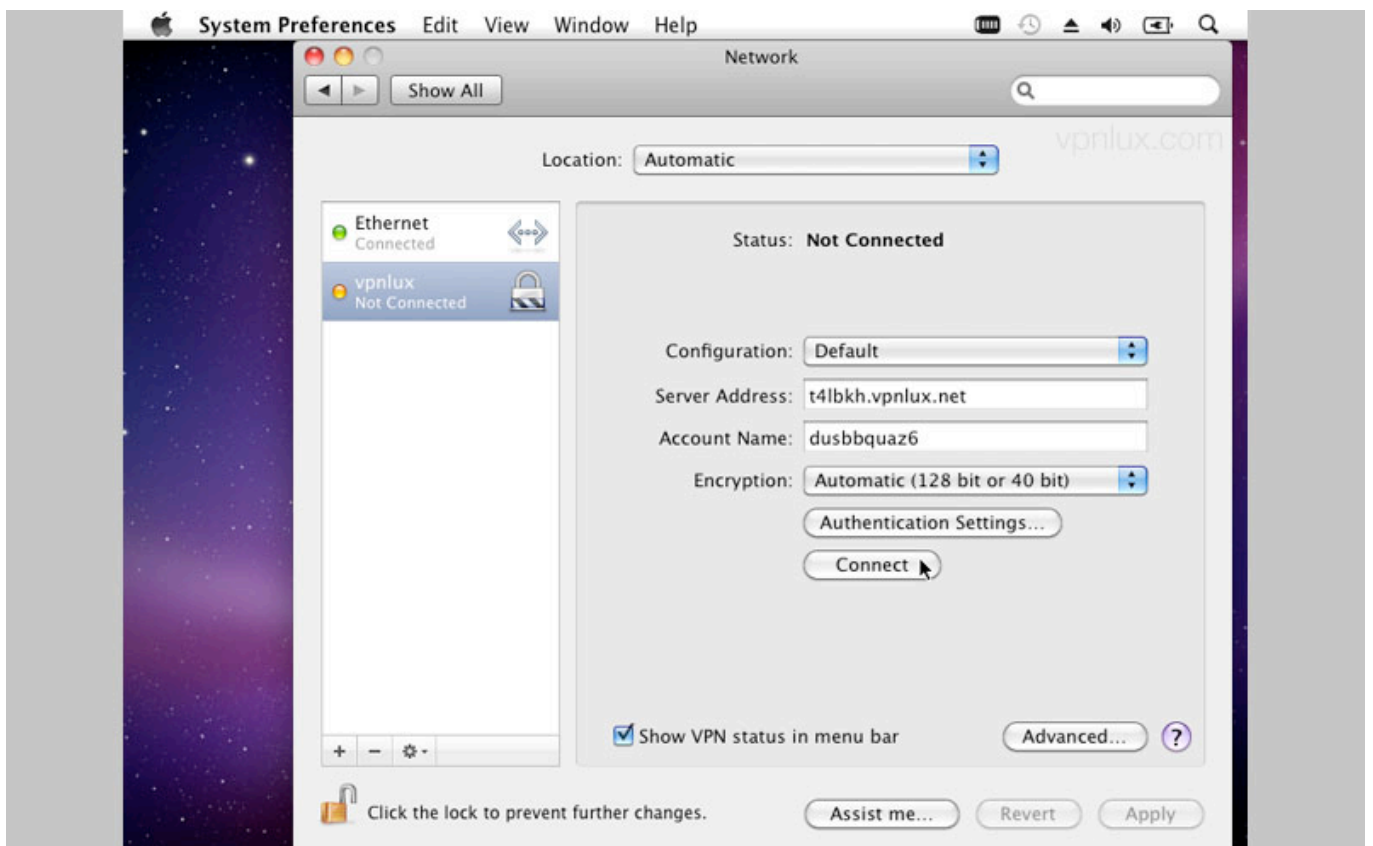 System Preferences Edit View Window Help
Network
Show All
vpnlux.com
Location: Automatic
Ethernet
Connected
vpnlux
Not Connected
Status: Not Connected
Configuration: Default
Server Address: t4lbkh.vpnlux.net
Account Name: dusbbquaz6
Encryption: Automatic (128 bit or 40 bit)
Authentication Settings...
Connect
Show VPN status in menu bar
Advanced... ?
Click the lock to prevent further changes.
Assist me... Revert Apply